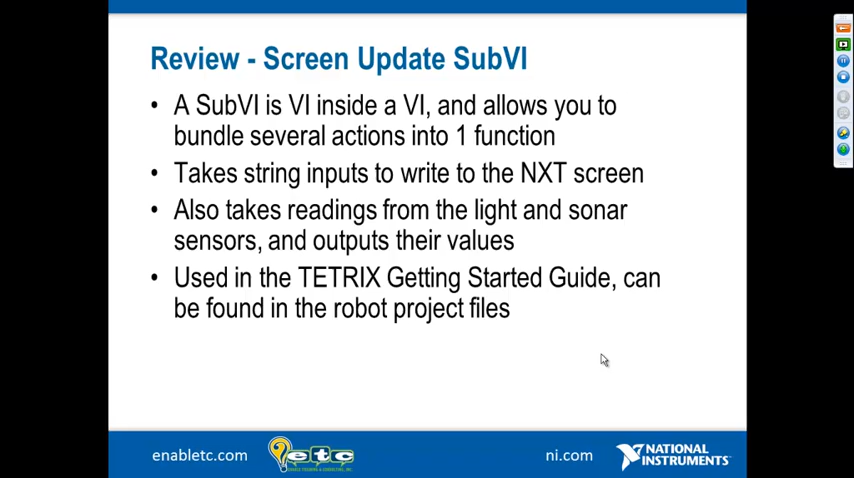 Review - Screen Update SubVI
• A SubVI is VI inside a VI, and allows you to
bundle several actions into 1 function
• Takes string inputs to write to the NXT screen
• Also takes readings from the light and sonar
sensors, and outputs their values
• Used in the TETRIX Getting Started Guide, can
be found in the robot project files
enabletc.com
etc
ni.com
NATIONAL
INSTRUMENTS